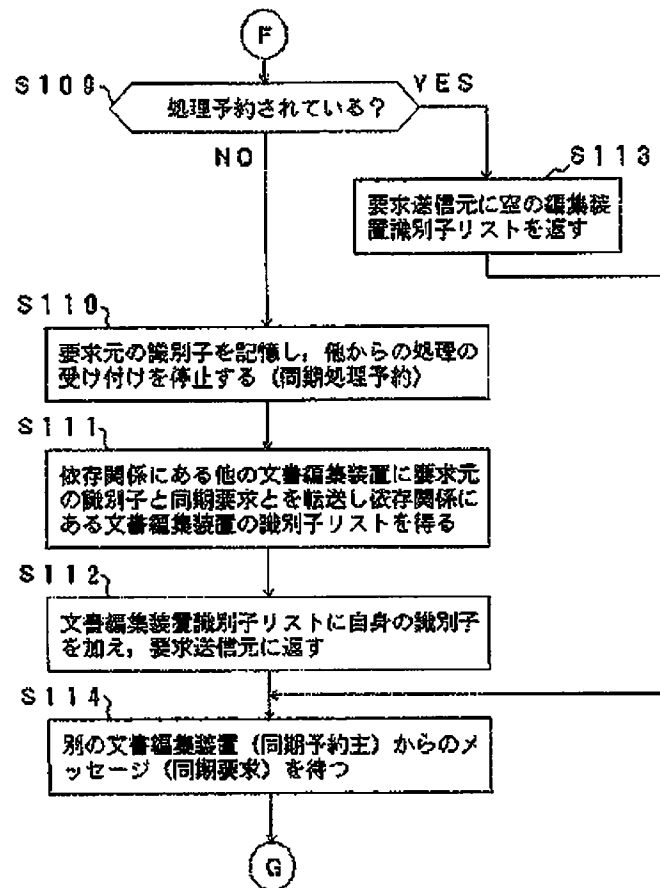 F
S109
処理予約されている？
YES
NO
S113
要求送信元に空の編集装
置識別子リストを返す
S110
要求元の識別子を記憶し，他からの処理の
受け付けを停止する（同期処理予約）
S111
依存関係にある他の文書編集装置に要求元
の識別子と同期要求とを転送し依存関係に
ある文書編集装置の識別子リストを得る
S112
文書編集装置識別子リストに自身の識別子
を加え，要求送信元に返す
S114
別の文書編集装置（同期予約主）からのメ
ッセージ（同期要求）を待つ
G